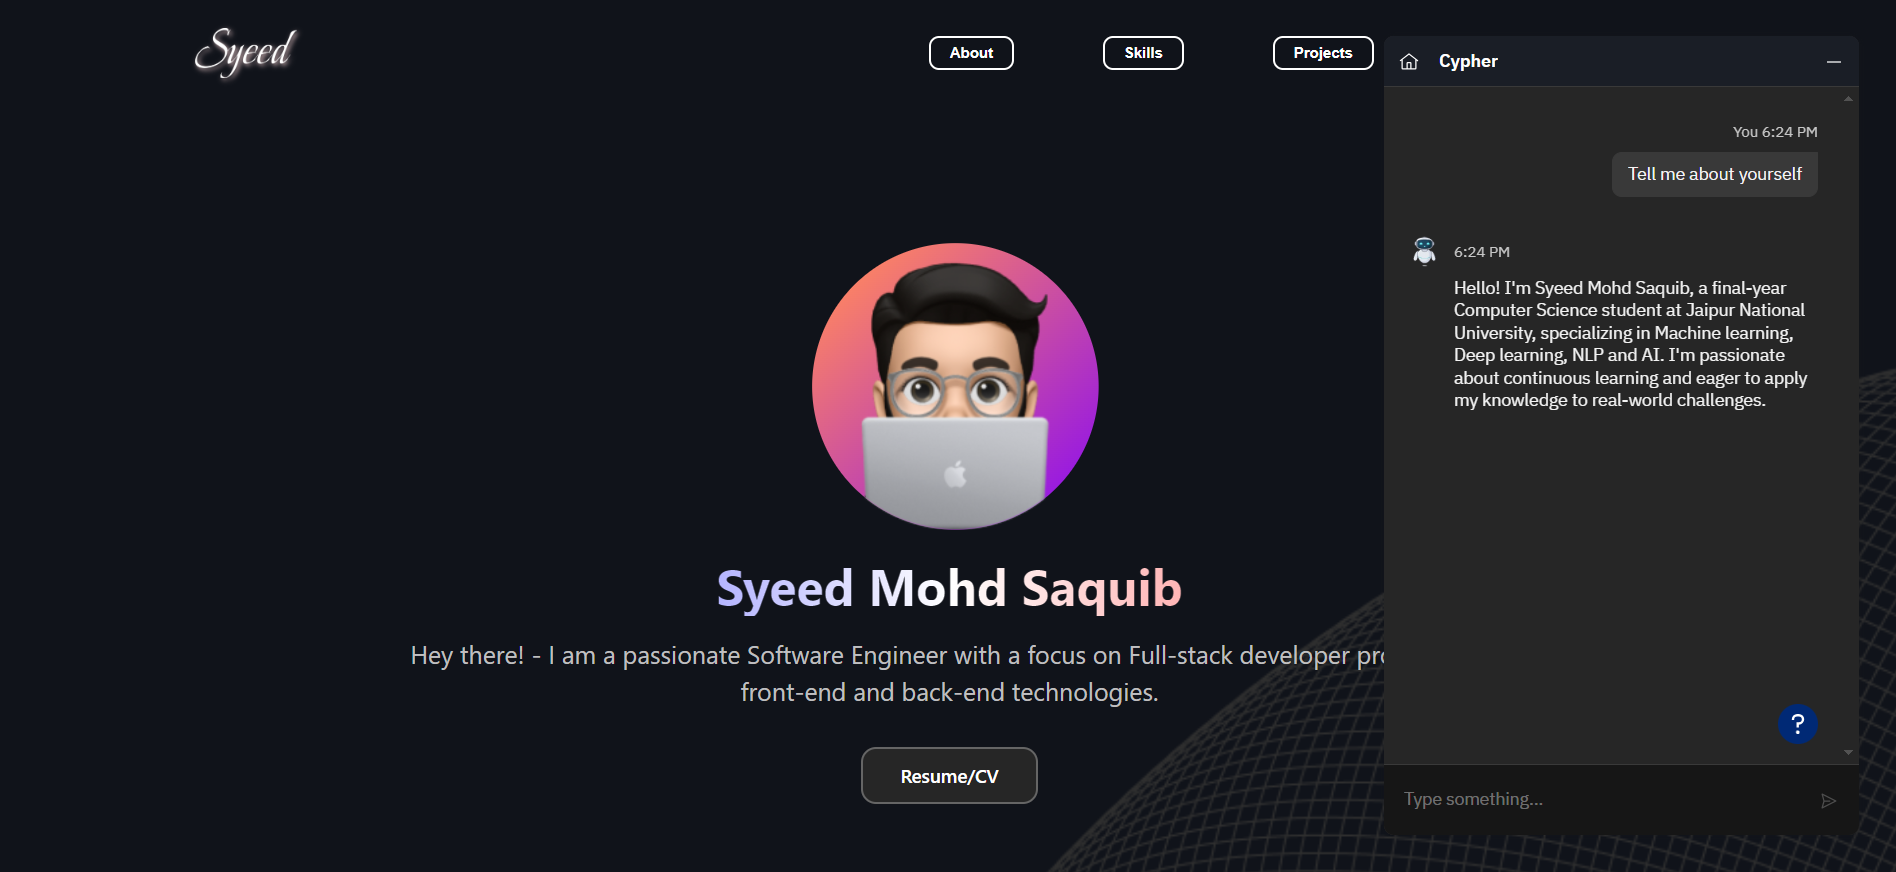 Syeed
About
Skills
Projects
Syeed Mohd Saquib
Hey there! - I am a passionate Software Engineer with a focus on Full-stack developer
front-end and back-end technologies.
Resume/CV
Cypher
You 6:24 PM
Tell me about yourself
6:24 PM
Hello! I'm Syeed Mohd Saquib, a final-year
Computer Science student at Jaipur National
University, specializing in Machine learning,
Deep learning, NLP and AI. I'm passionate
about continuous learning and eager to apply
my knowledge to real-world challenges.
?
Type something...